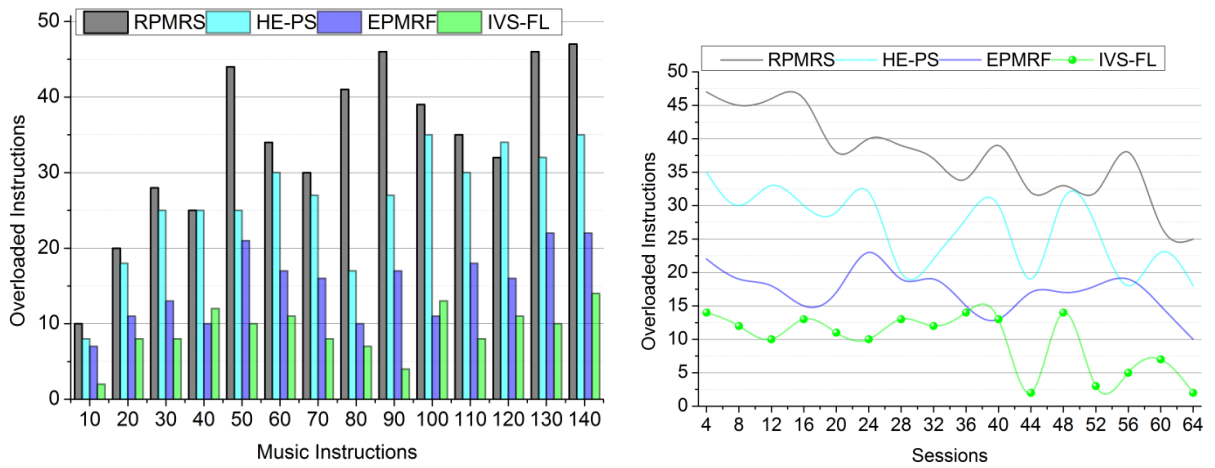 RPMRS HE-PS EPMRF IVS-FL
Overloaded Instructions
50
40
30
20
10
0
10 20 30 40 50 60 70 80 90 100 110 120 130 140
Music Instructions
RPMRS HE-PS EPMRF IVS-FL
Overloaded Instructions
50
45
40
35
30
25
20
15
10
5
0
4 8 12 16 20 24 28 32 36 40 44 48 52 56 60 64
Sessions